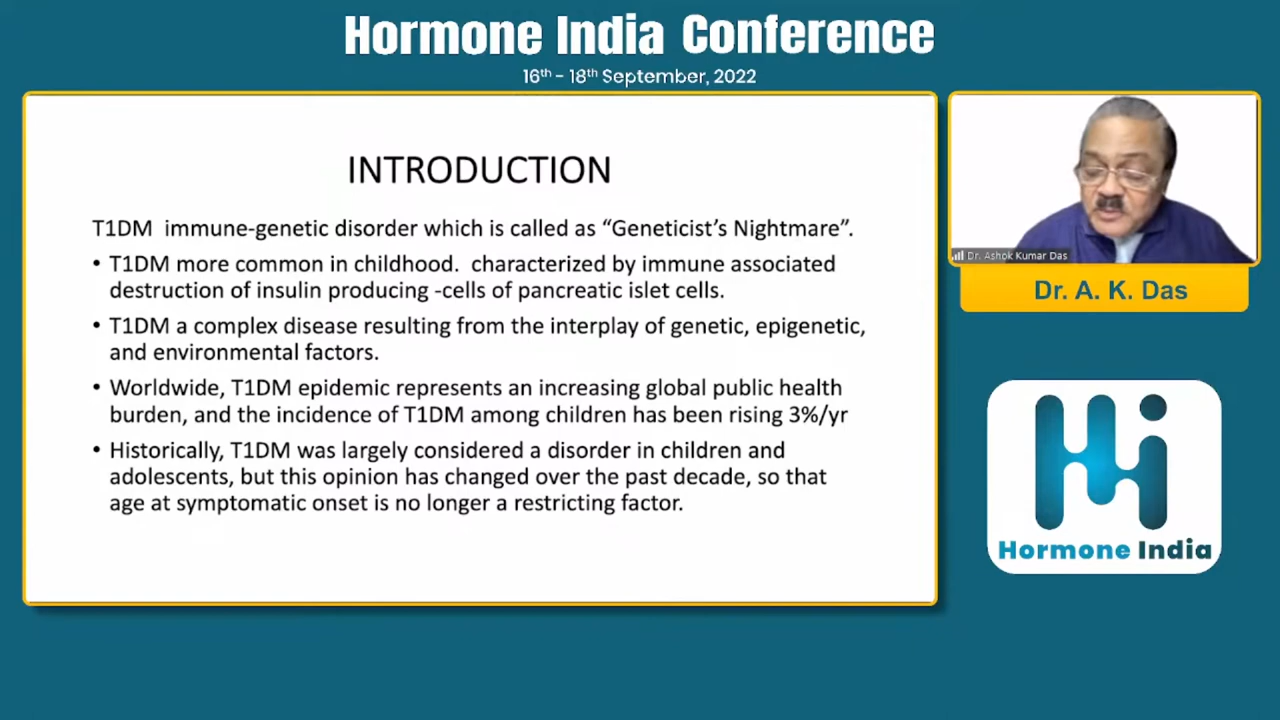 Hormone India Conference
16th - 18th September, 2022
INTRODUCTION
T1DM immune-genetic disorder which is called as “Geneticist’s Nightmare”.
• T1DM more common in childhood. characterized by immune associated
destruction of insulin producing -cells of pancreatic islet cells.
• T1DM a complex disease resulting from the interplay of genetic, epigenetic,
and environmental factors.
• Worldwide, T1DM epidemic represents an increasing global public health
burden, and the incidence of T1DM among children has been rising 3%/yr
• Historically, T1DM was largely considered a disorder in children and
adolescents, but this opinion has changed over the past decade, so that
age at symptomatic onset is no longer a restricting factor.
Dr. Ashok Kumar Das
Dr. A. K. Das
Hi
Hormone India